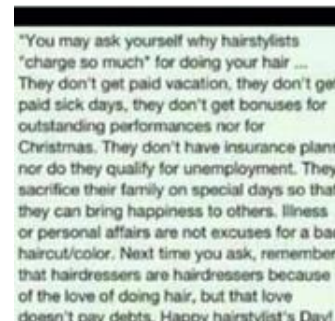 "You may ask yourself why hairstylists
"charge so much" for doing your hair ...
They don't get paid vacation, they don't get
paid sick days, they don't get bonuses for
outstanding performances nor for
Christmas. They don't have insurance plans
nor do they qualify for unemployment. They
sacrifice their family on special days so that
they can bring happiness to others. Illness
or personal affairs are not excuses for a bad
haircut/color. Next time you ask, remember
that hairdressers are hairdressers because
of the love of doing hair, but that love
doesn't pay debts. Happy hairstylist's Day!